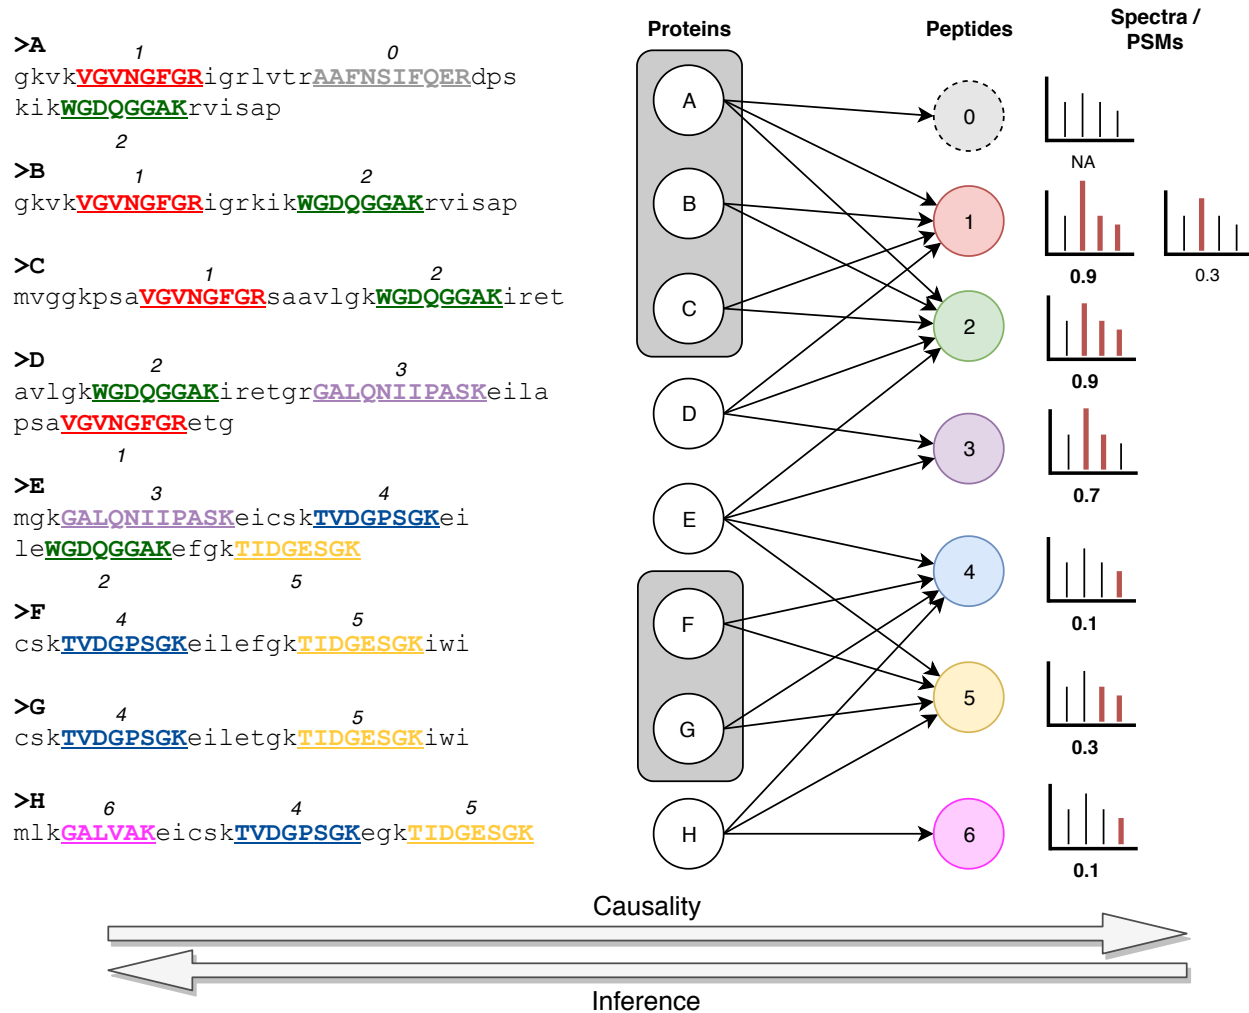 >A
1 0
gkvkVGVNGFGRigrlvtrAAFNSIFQERdps
kikWGDQGGAKrvisap
2
>B
1 2
gkvkVGVNGFGRigrkikWGDQGGAKrvisap
>C
1 2
mvggkpsaVGVNGFGRsaavlgkWGDQGGAKiret
>D
2 3
avlgkWGDQGGAKiretgrGALQNIIPASKeila
psaVGVNGFGRetg
1
>E
3 4
mgkGALQNIIPASKeicskTVDGPSGKei
leWGDQGGAKefgkTIDGESGK
2 5
>F
4 5
cskTVDGPSGKeilefgkTIDGESGKiwi
>G
4 5
cskTVDGPSGKeiletgkTIDGESGKiwi
>H
6 4 5
mlkGALVAKeicskTVDGPSGKegkTIDGESGK
Proteins
A
B
C
D
E
F
G
H
Peptides
0
1
2
3
4
5
6
Spectra /
PSMs
NA
0.9 0.3
0.9
0.7
0.1
0.3
0.1
Causality
Inference